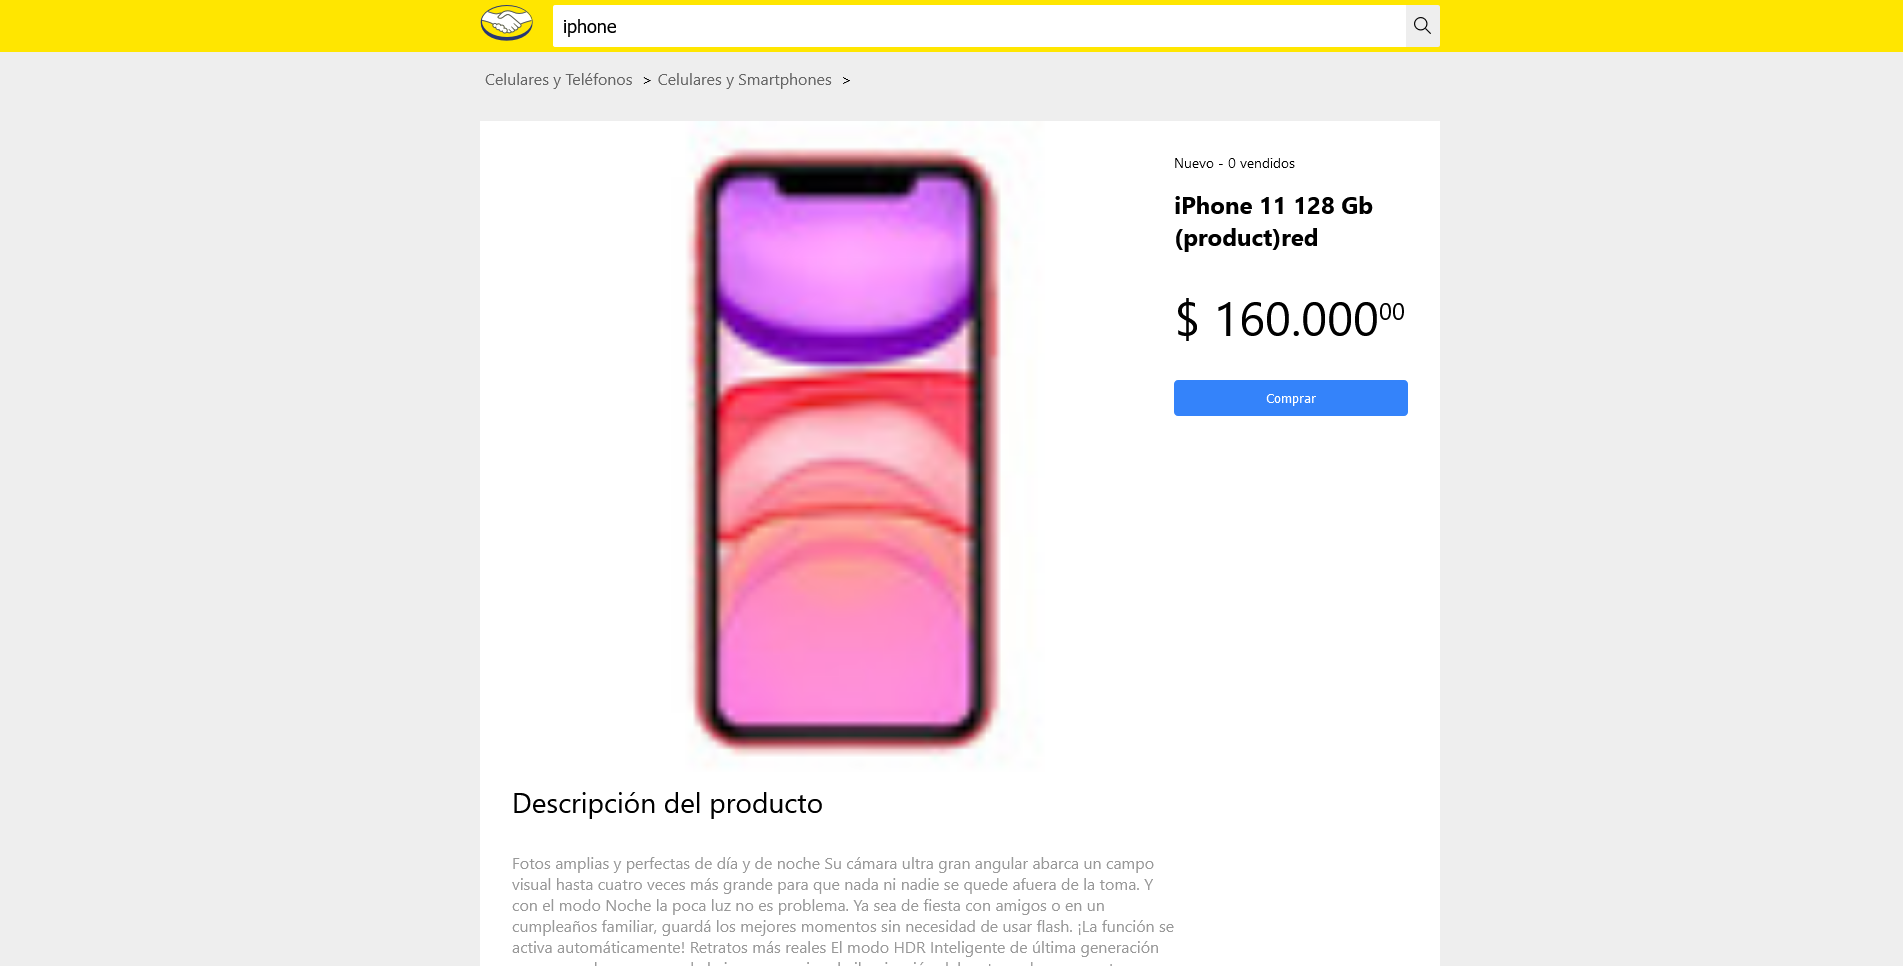 iphone
Celulares y Teléfonos > Celulares y Smartphones >
Nuevo - 0 vendidos
iPhone 11 128 Gb
(product)red
$ 160.00000
Comprar
Descripción del producto
Fotos amplias y perfectas de día y de noche Su cámara ultra gran angular abarca un campo
visual hasta cuatro veces más grande para que nada ni nadie se quede afuera de la toma. Y
con el modo Noche la poca luz no es problema. Ya sea de fiesta con amigos o en un
cumpleaños familiar, guardá los mejores momentos sin necesidad de usar flash. ¡La función se
activa automáticamente! Retratos más reales El modo HDR Inteligente de última generación